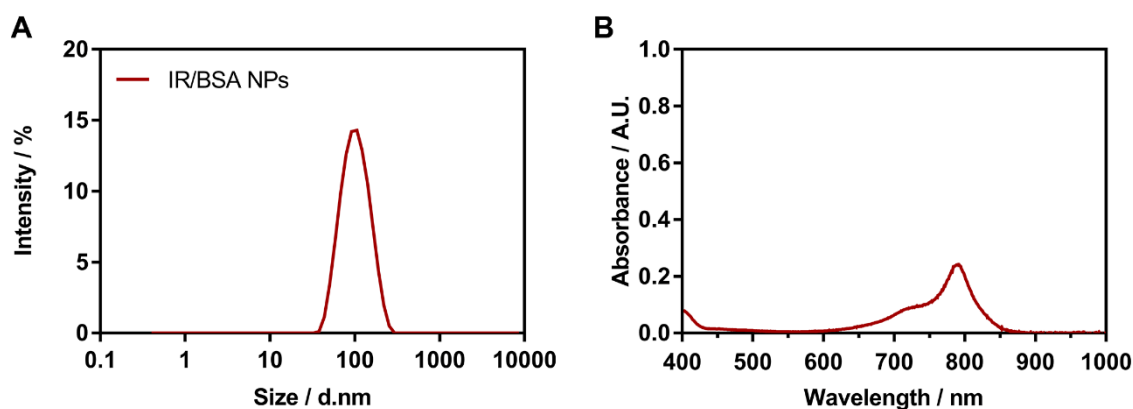 A
IR/BSA NPs
Intensity / %
20
15
10
5
0
0.1 1 10 100 1000 10000
Size / d.nm
B
Absorbance / A.U.
1.0
0.8
0.6
0.4
0.2
0.0
400 500 600 700 800 900 1000
Wavelength / nm